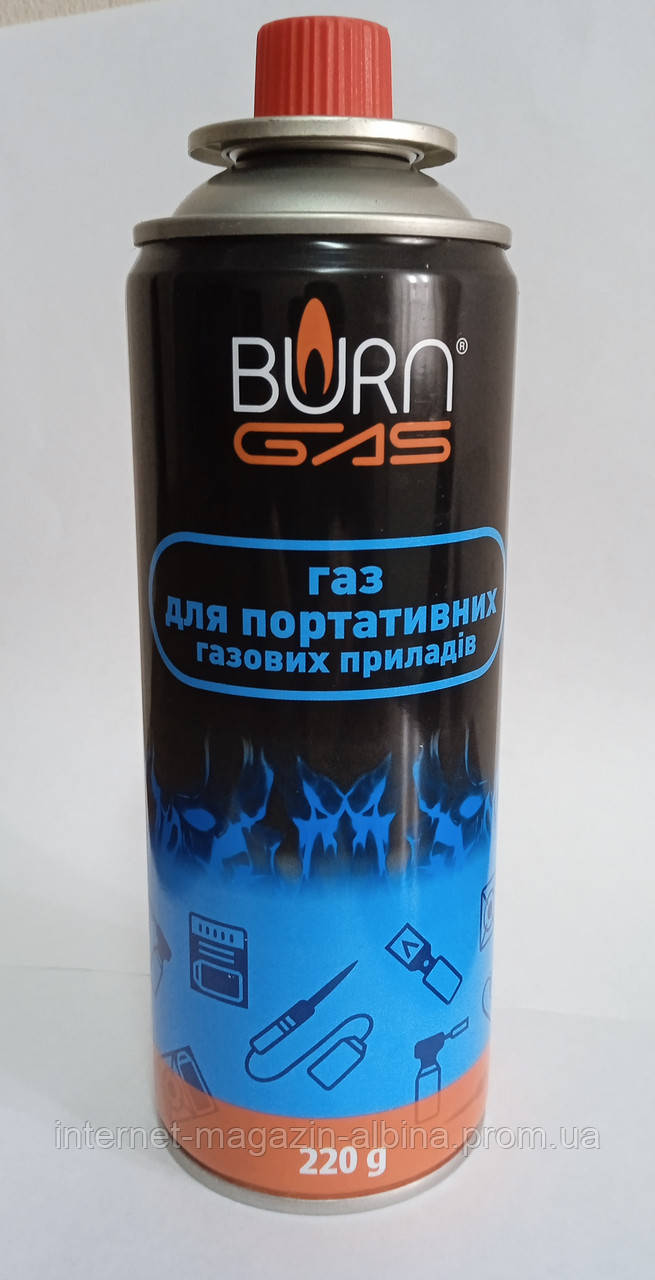 BURN®
GAS
газ
для портативних
газових приладів
internet-magazin-albina.prom.ua
220 g